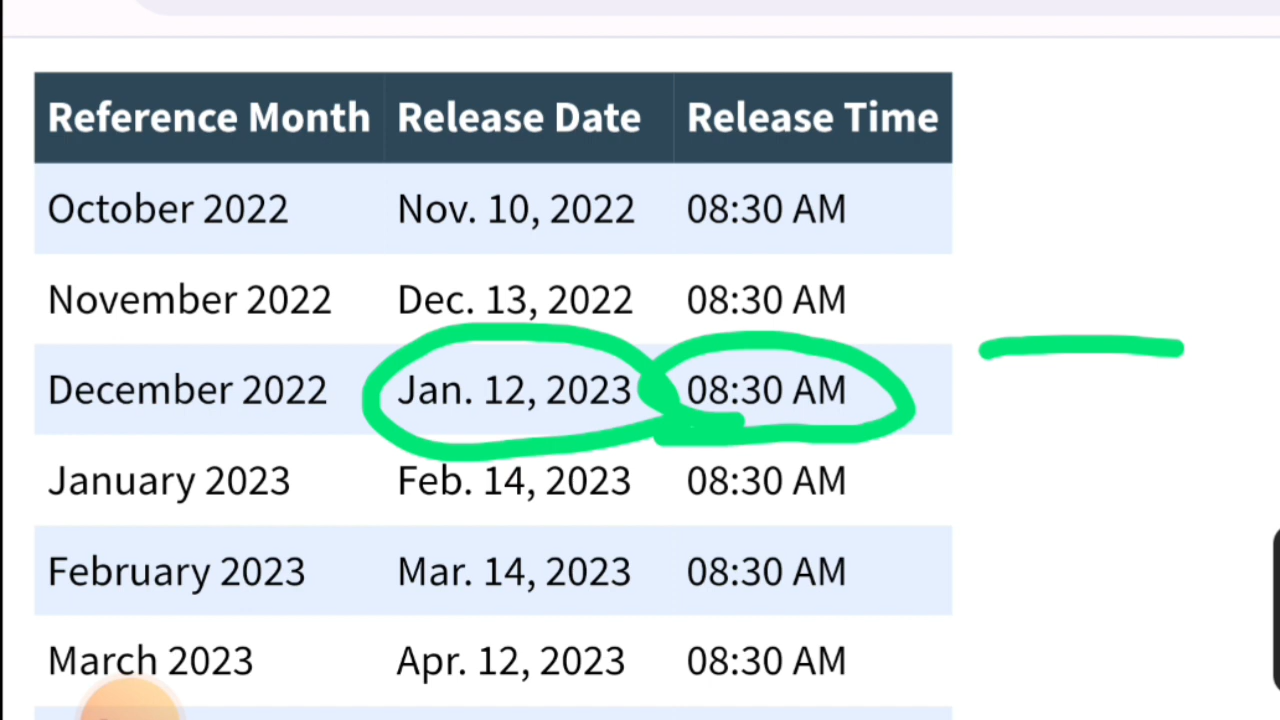 Reference Month Release Date Release Time
October 2022 Nov. 10, 2022 08:30 AM
November 2022 Dec. 13, 2022 08:30 AM
December 2022 Jan. 12, 2023 08:30 AM
January 2023 Feb. 14, 2023 08:30 AM
February 2023 Mar. 14, 2023 08:30 AM
March 2023 Apr. 12, 2023 08:30 AM